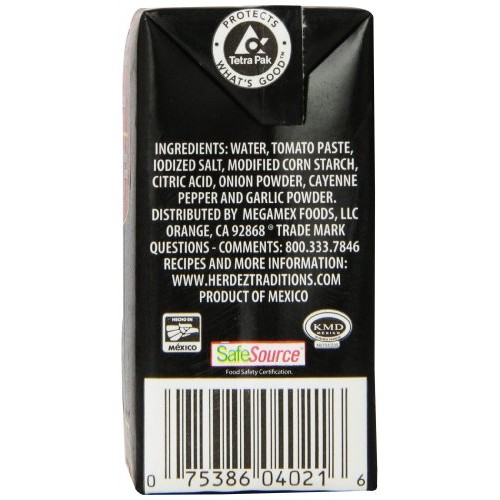 PROTECTS
Tetra Pak
WHAT'S GOOD™
INGREDIENTS: WATER, TOMATO PASTE,
IODIZED SALT, MODIFIED CORN STARCH,
CITRIC ACID, ONION POWDER, CAYENNE
PEPPER AND GARLIC POWDER.
DISTRIBUTED BY MEGAMEX FOODS, LLC
ORANGE, CA 92868 ® TRADE MARK
QUESTIONS - COMMENTS: 800.333.7846
RECIPES AND MORE INFORMATION:
WWW.HERDEZTRADITIONS.COM
PRODUCT OF MEXICO
HECHO EN
MÉXICO
KMD
MEXICO
SafeSource®
Food Safety Certification.
0 75386 04021 6